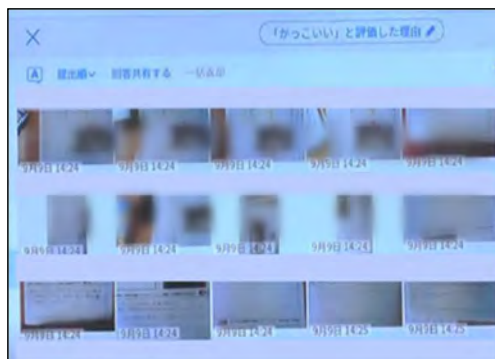 「かっこいい」と評価した理由
提出順 回答共有する 一括表示
9月9日 14:24 9月9日 14:24 9月9日 14:24 9月9日 14:24 9月9日 14:24
9月9日 14:24 9月9日 14:24 9月9日 14:24 9月9日 14:24 9月9日 14:24
9月9日 14:24 9月9日 14:24 9月9日 14:24 9月9日 14:25 9月9日 14:25